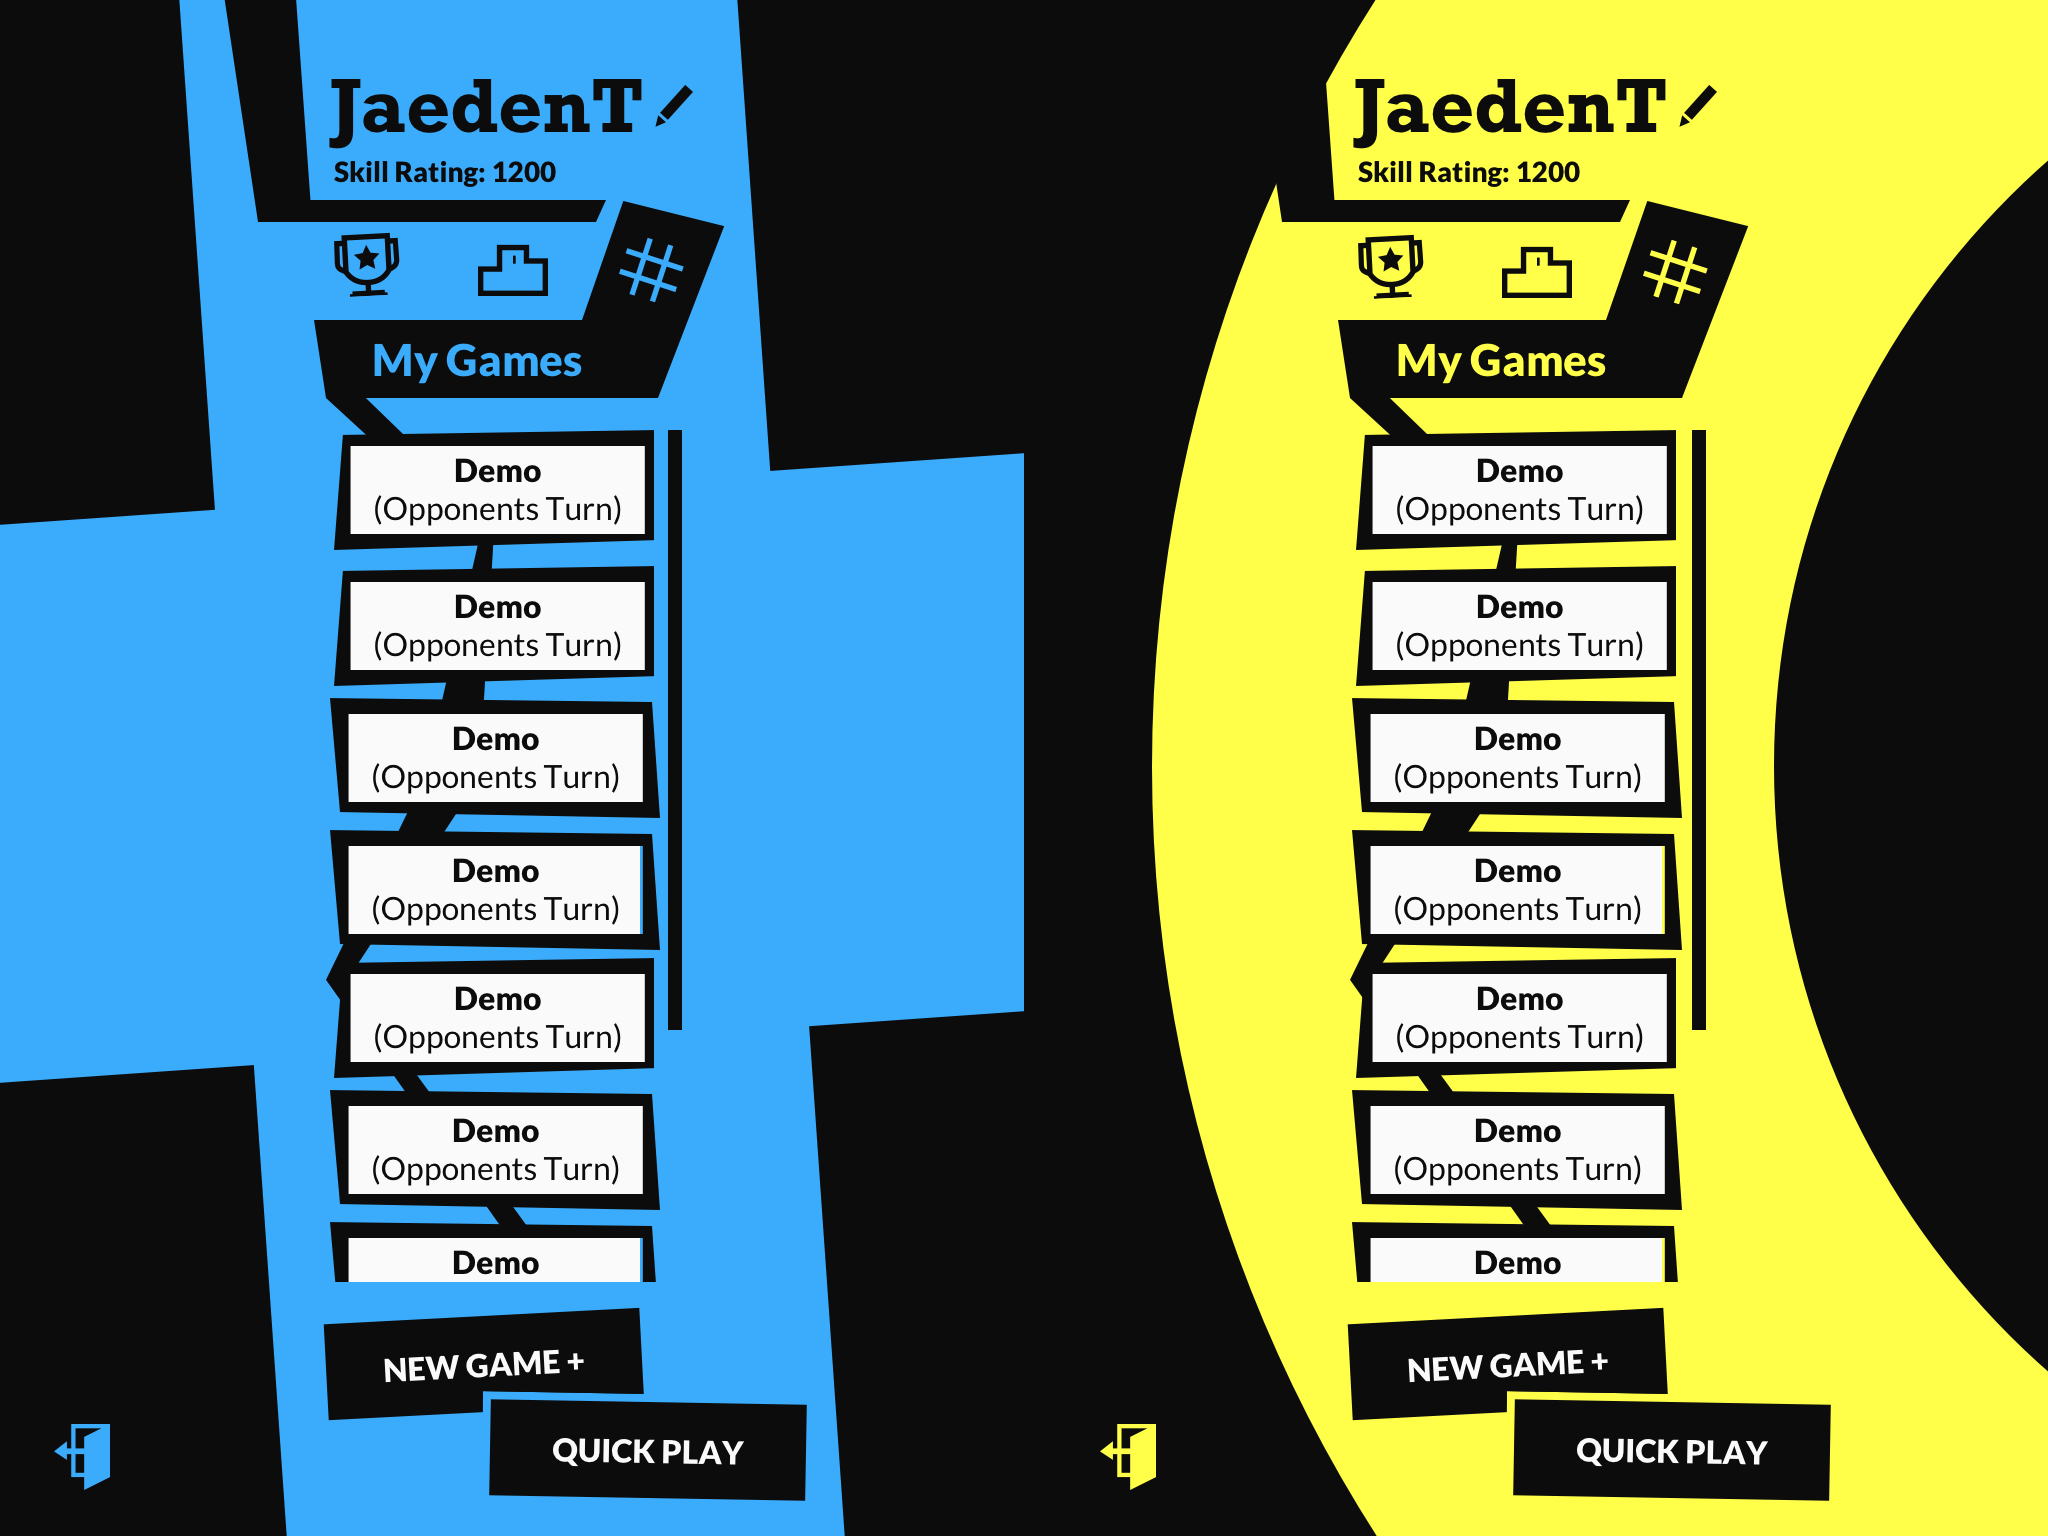 JaedenT
Skill Rating: 1200
#
My Games
Demo
(Opponents Turn)
Demo
(Opponents Turn)
Demo
(Opponents Turn)
Demo
(Opponents Turn)
Demo
(Opponents Turn)
Demo
(Opponents Turn)
Demo
NEW GAME +
QUICK PLAY
JaedenT
Skill Rating: 1200
#
My Games
Demo
(Opponents Turn)
Demo
(Opponents Turn)
Demo
(Opponents Turn)
Demo
(Opponents Turn)
Demo
(Opponents Turn)
Demo
(Opponents Turn)
Demo
NEW GAME +
QUICK PLAY